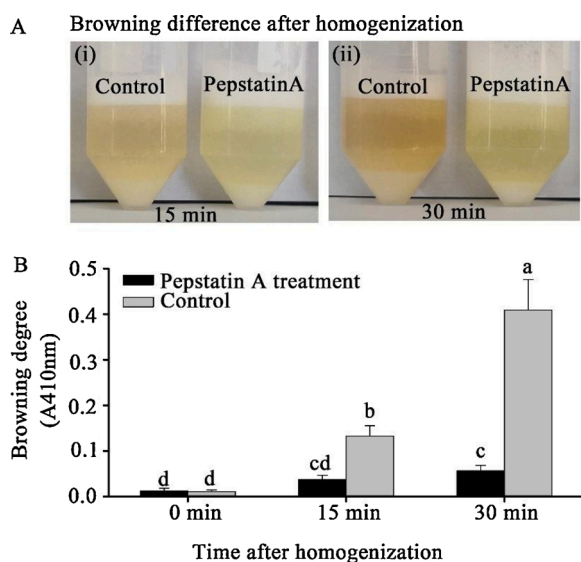 A Browning difference after homogenization
(i) (ii)
Control PepstatinA Control PepstatinA
15 min 30 min
B
0.5
0.4
0.3
0.2
0.1
0.0
Browning degree
(A410nm)
Pepstatin A treatment
Control
d d cd b c a
0 min 15 min 30 min
Time after homogenization